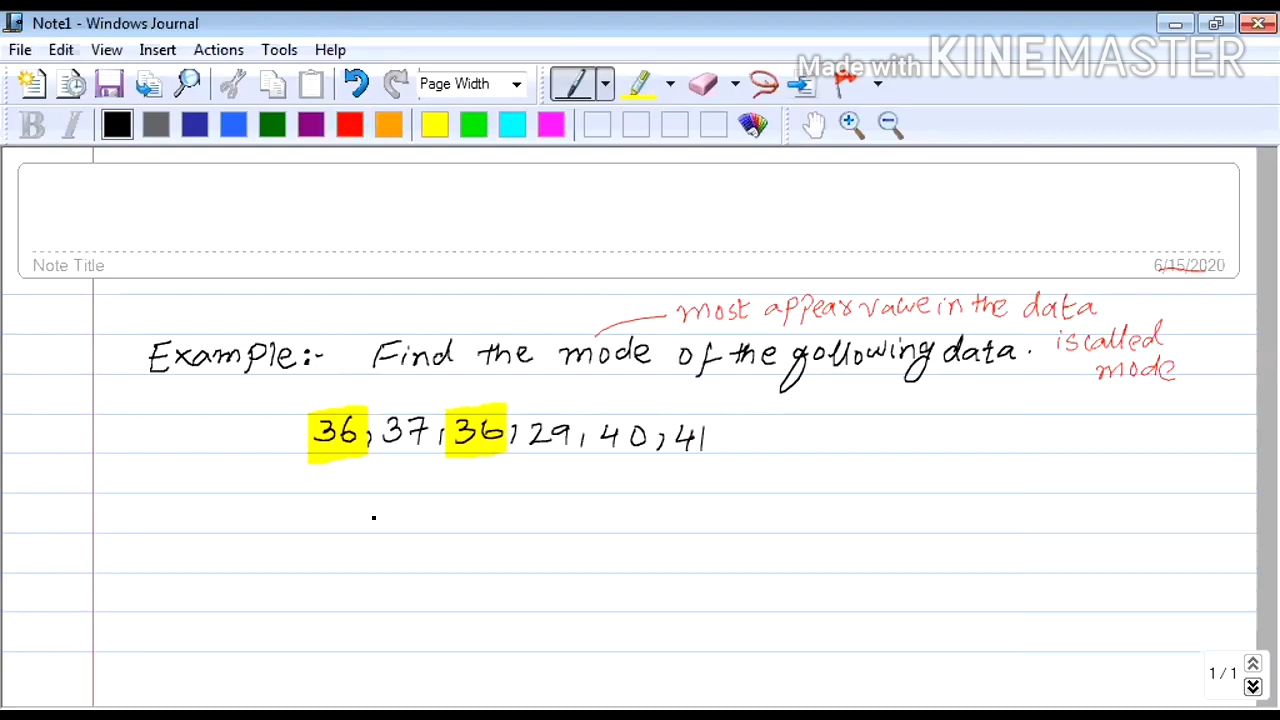 Note1 - Windows Journal
Made with KINEMASTER
File Edit View Insert Actions Tools Help
Page Width
B I
Note Title
6/15/2020
most appear value in the data
is called
mode
Example:- Find the mode of the following data.
36, 37, 36, 29, 40, 41
1 / 1